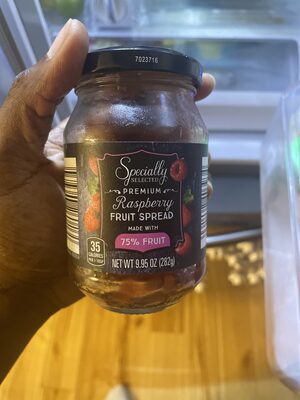 7023716
Specially
SELECTED
PREMIUM
Raspberry
FRUIT SPREAD
MADE WITH
75% FRUIT
35
CALORIES
NET WT 9.95 OZ (282g)